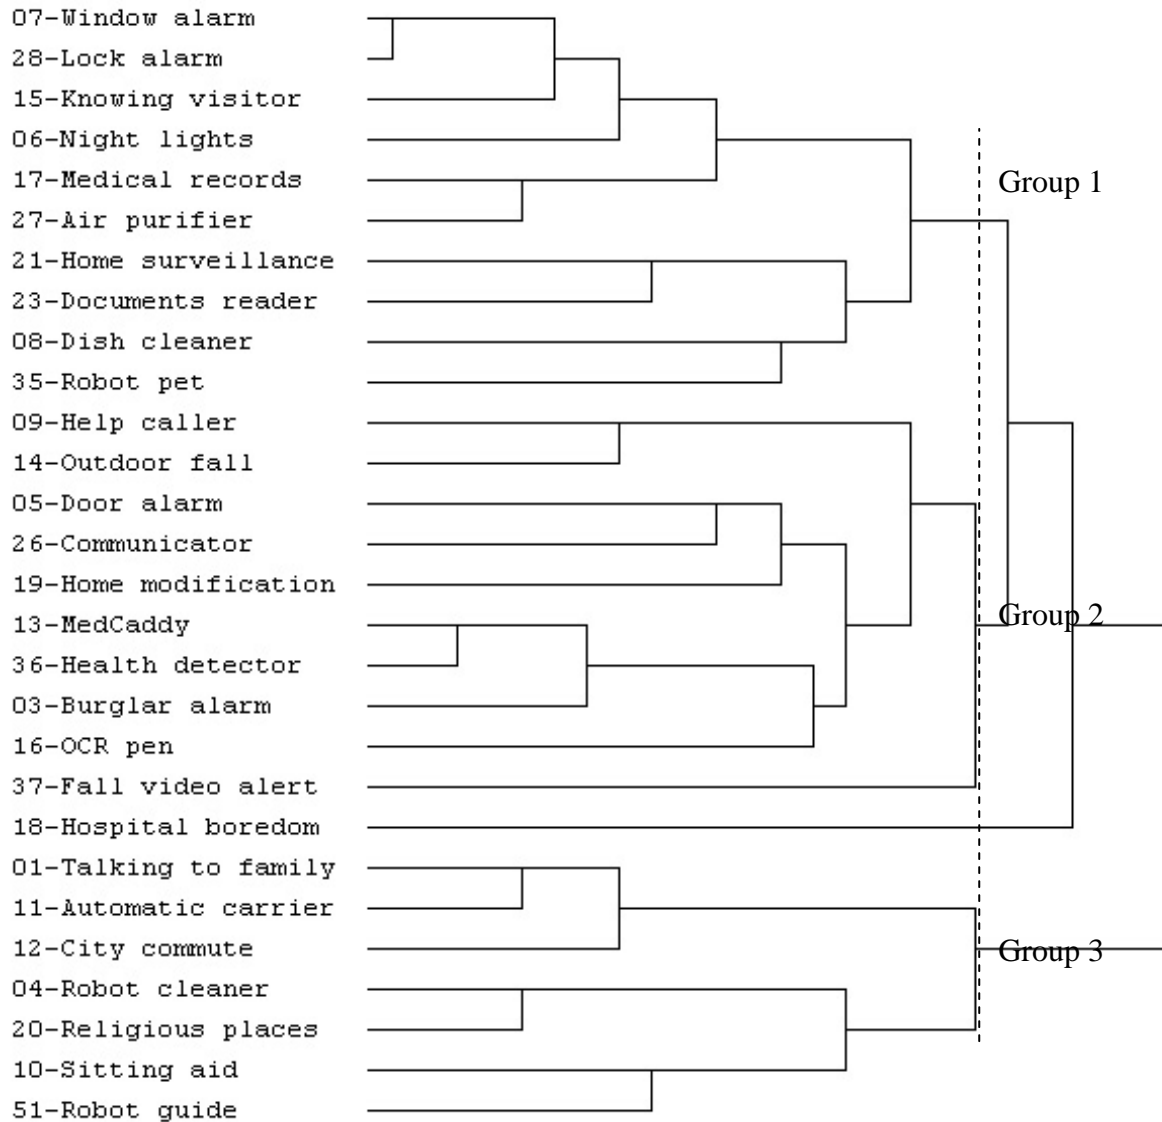 07-Window alarm
28-Lock alarm
15-Knowing visitor
06-Night lights
17-Medical records
Group 1
27-Air purifier
21-Home surveillance
23-Documents reader
08-Dish cleaner
35-Robot pet
09-Help caller
14-Outdoor fall
05-Door alarm
26-Communicator
19-Home modification
13-MedCaddy
Group 2
36-Health detector
03-Burglar alarm
16-OCR pen
37-Fall video alert
18-Hospital boredom
01-Talking to family
11-Automatic carrier
12-City commute
Group 3
04-Robot cleaner
20-Religious places
10-Sitting aid
51-Robot guide